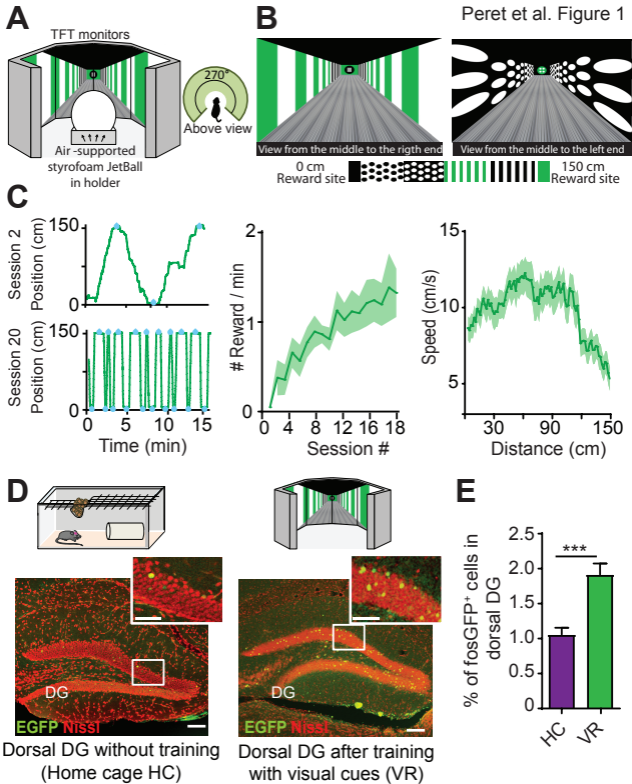 Peret et al. Figure 1
A
TFT monitors
270°
Above view
Air -supported
styrofoam JetBall
in holder
B
View from the middle to the rigth end
View from the middle to the left end
0 cm
Reward site
150 cm
Reward site
C
Session 2
Position (cm)
150
0
Session 20
Position (cm)
150
0
0 5 10 15
Time (min)
# Reward / min
2
1
0
0 4 8 12 16 18
Session #
Speed (cm/s)
15
10
5
30 60 90 120 150
Distance (cm)
D
DG
EGFP Nissl
Dorsal DG without training
(Home cage HC)
DG
EGFP Nissl
Dorsal DG after training
with visual cues (VR)
E
% of fosGFP+ cells in
dorsal DG
2.5
2.0
1.5
1.0
0.5
0
***
HC
VR